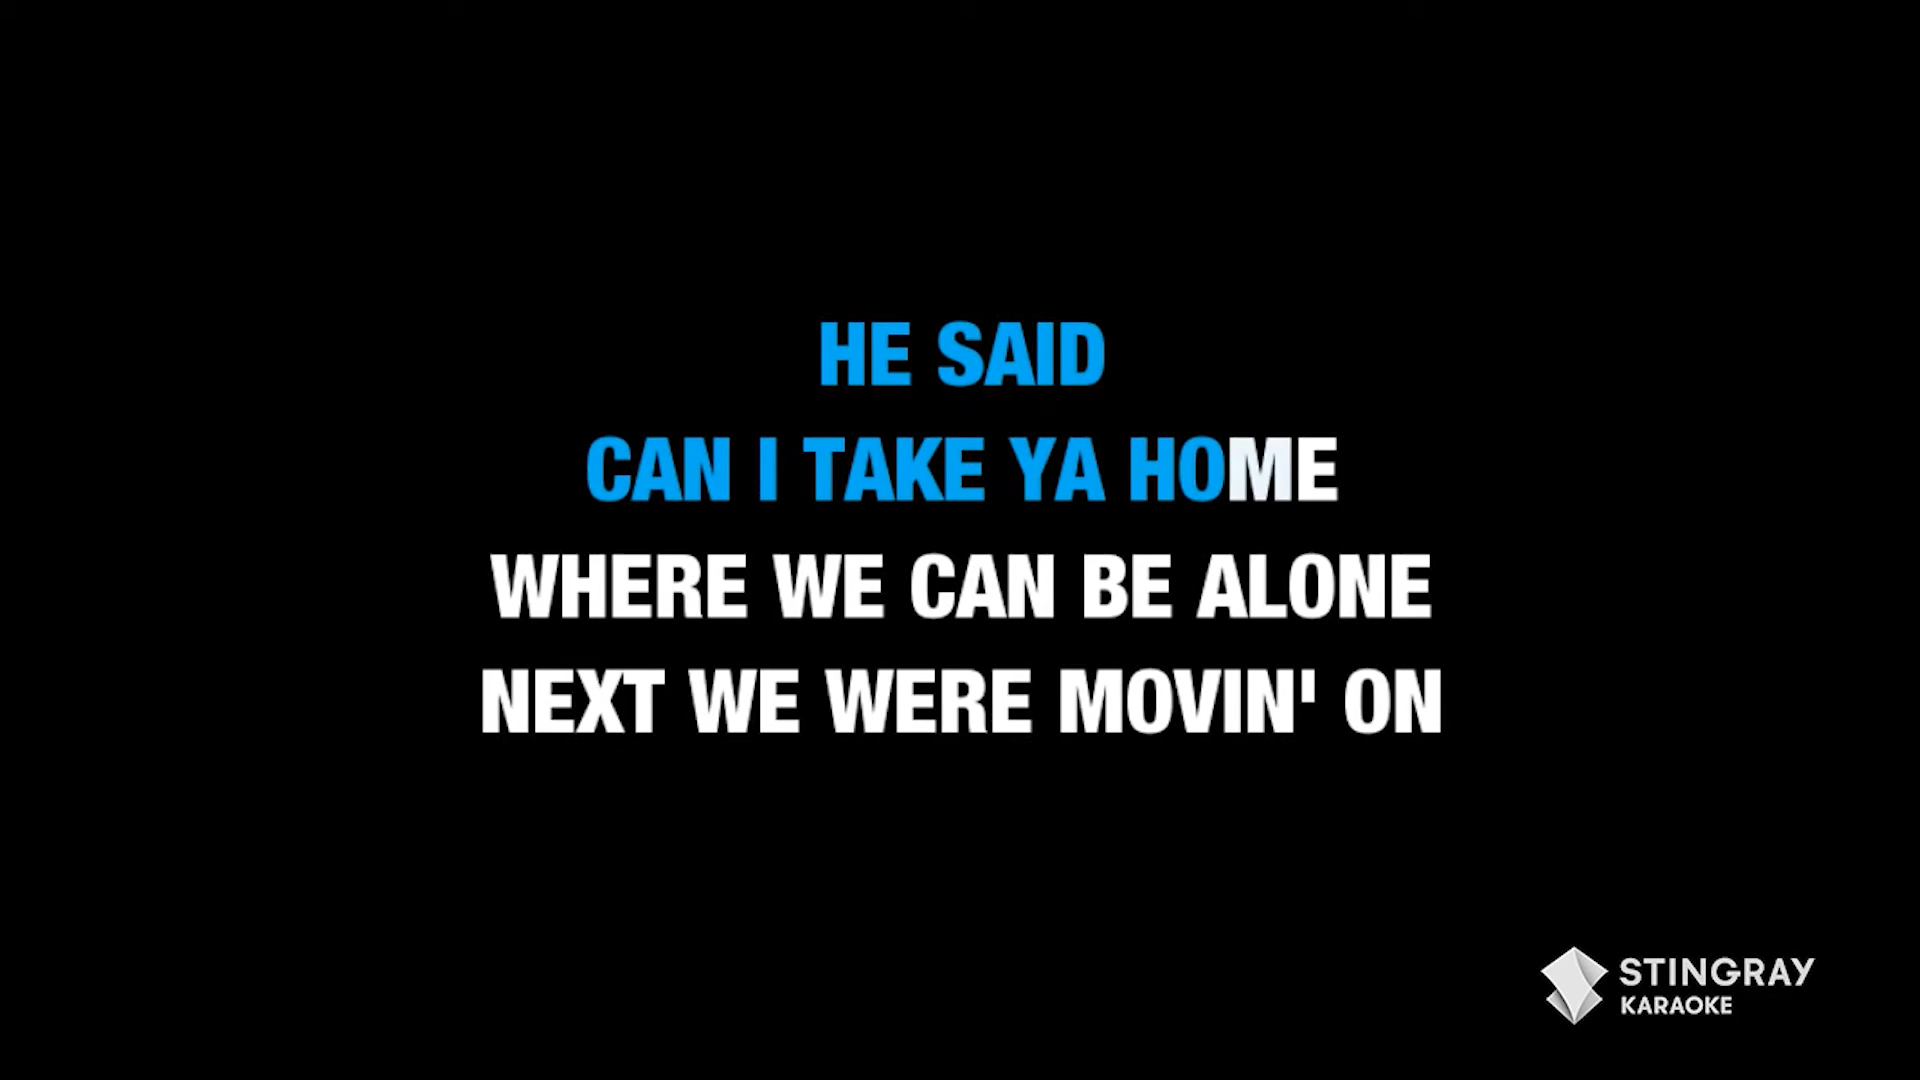 HE SAID
CAN I TAKE YA HOME
WHERE WE CAN BE ALONE
NEXT WE WERE MOVIN' ON
STINGRAY
KARAOKE